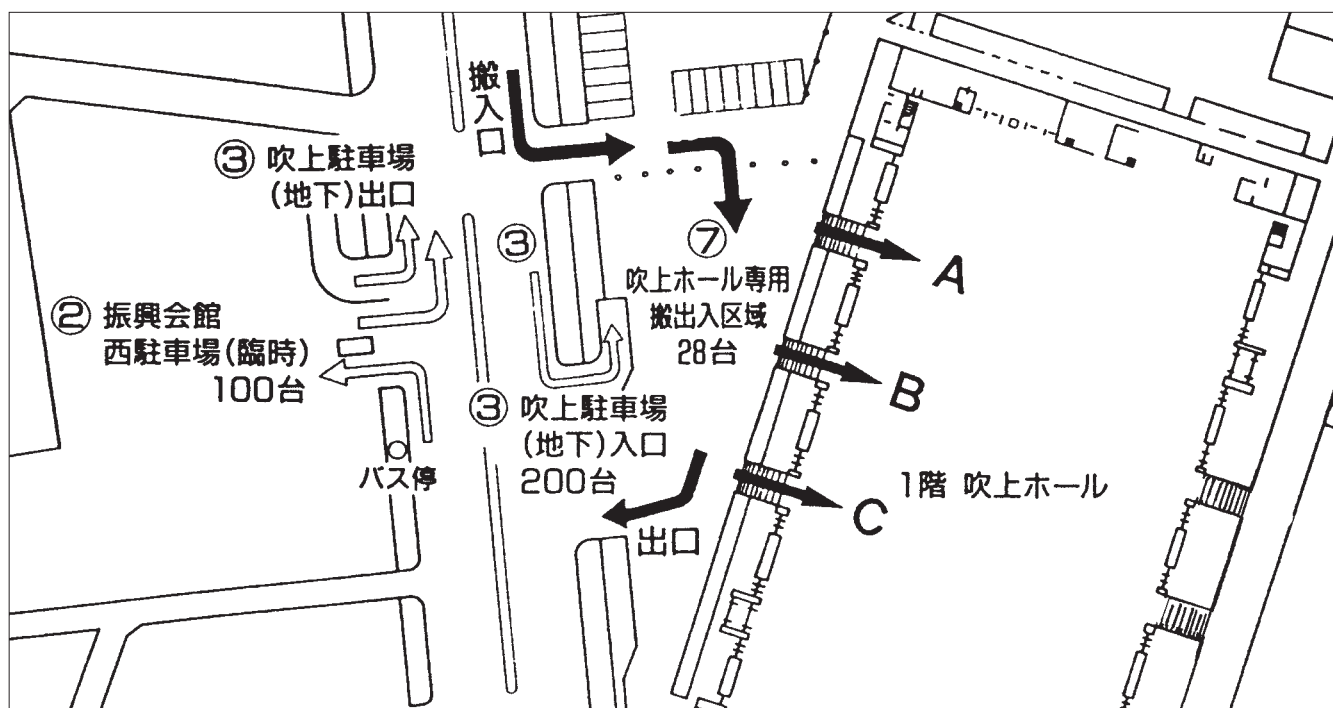 搬入口
③ 吹上駐車場
(地下)出口
③
⑦
吹上ホール専用
搬出入区域
28台
A
② 振興会館
西駐車場(臨時)
100台
B
③ 吹上駐車場
(地下)入口
200台
バス停
1階 吹上ホール
C
出口